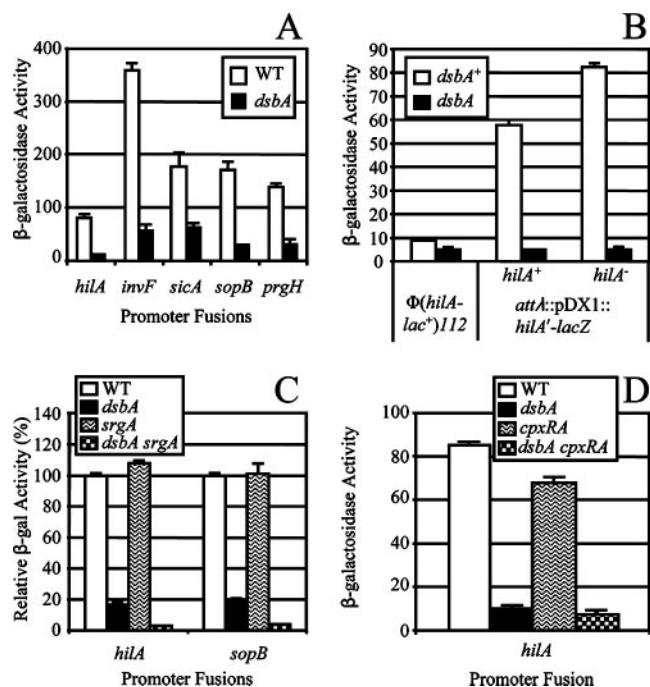 A
β-galactosidase Activity
400
300
200
100
0
WT
dsbA
hilA invF sicA sopB prgH
Promoter Fusions
B
β-galactosidase Activity
90
80
70
60
50
40
30
20
10
0
dsbA+
dsbA
hilA+ hilA-
Φ(hilA-
lac+)112
attλ::pDX1::
hilA'-lacZ
C
Relative β-gal Activity (%)
140
120
100
80
60
40
20
0
WT
dsbA
srgA
dsbA srgA
hilA sopB
Promoter Fusions
D
β-galactosidase Activity
100
80
60
40
20
0
WT
dsbA
cpxRA
dsbA cpxRA
hilA
Promoter Fusion